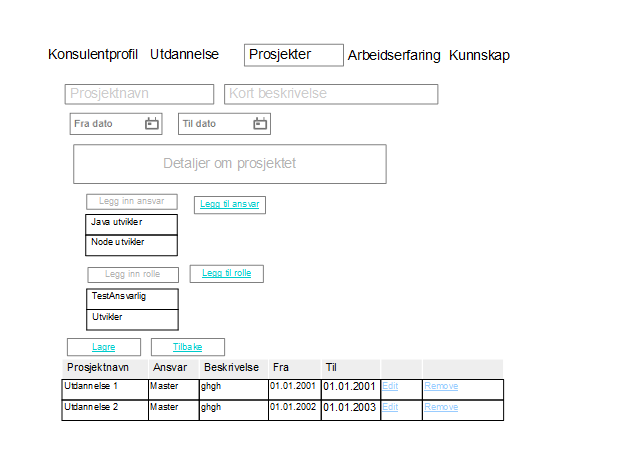 Konsulentprofil Utdannelse Prosjekter Arbeidserfaring Kunnskap
Prosjektnavn Kort beskrivelse
Fra dato Til dato
Detaljer om prosjektet
Legg inn ansvar Legg til ansvar
Java utvikler
Node utvikler
Legg inn rolle Legg til rolle
TestAnsvarlig
Utvikler
Lagre Tilbake
Prosjektnavn Ansvar Beskrivelse Fra Til
Utdannelse 1 Master ghgh 01.01.2001 01.01.2001 Edit Remove
Utdannelse 2 Master ghgh 01.01.2002 01.01.2003 Edit Remove